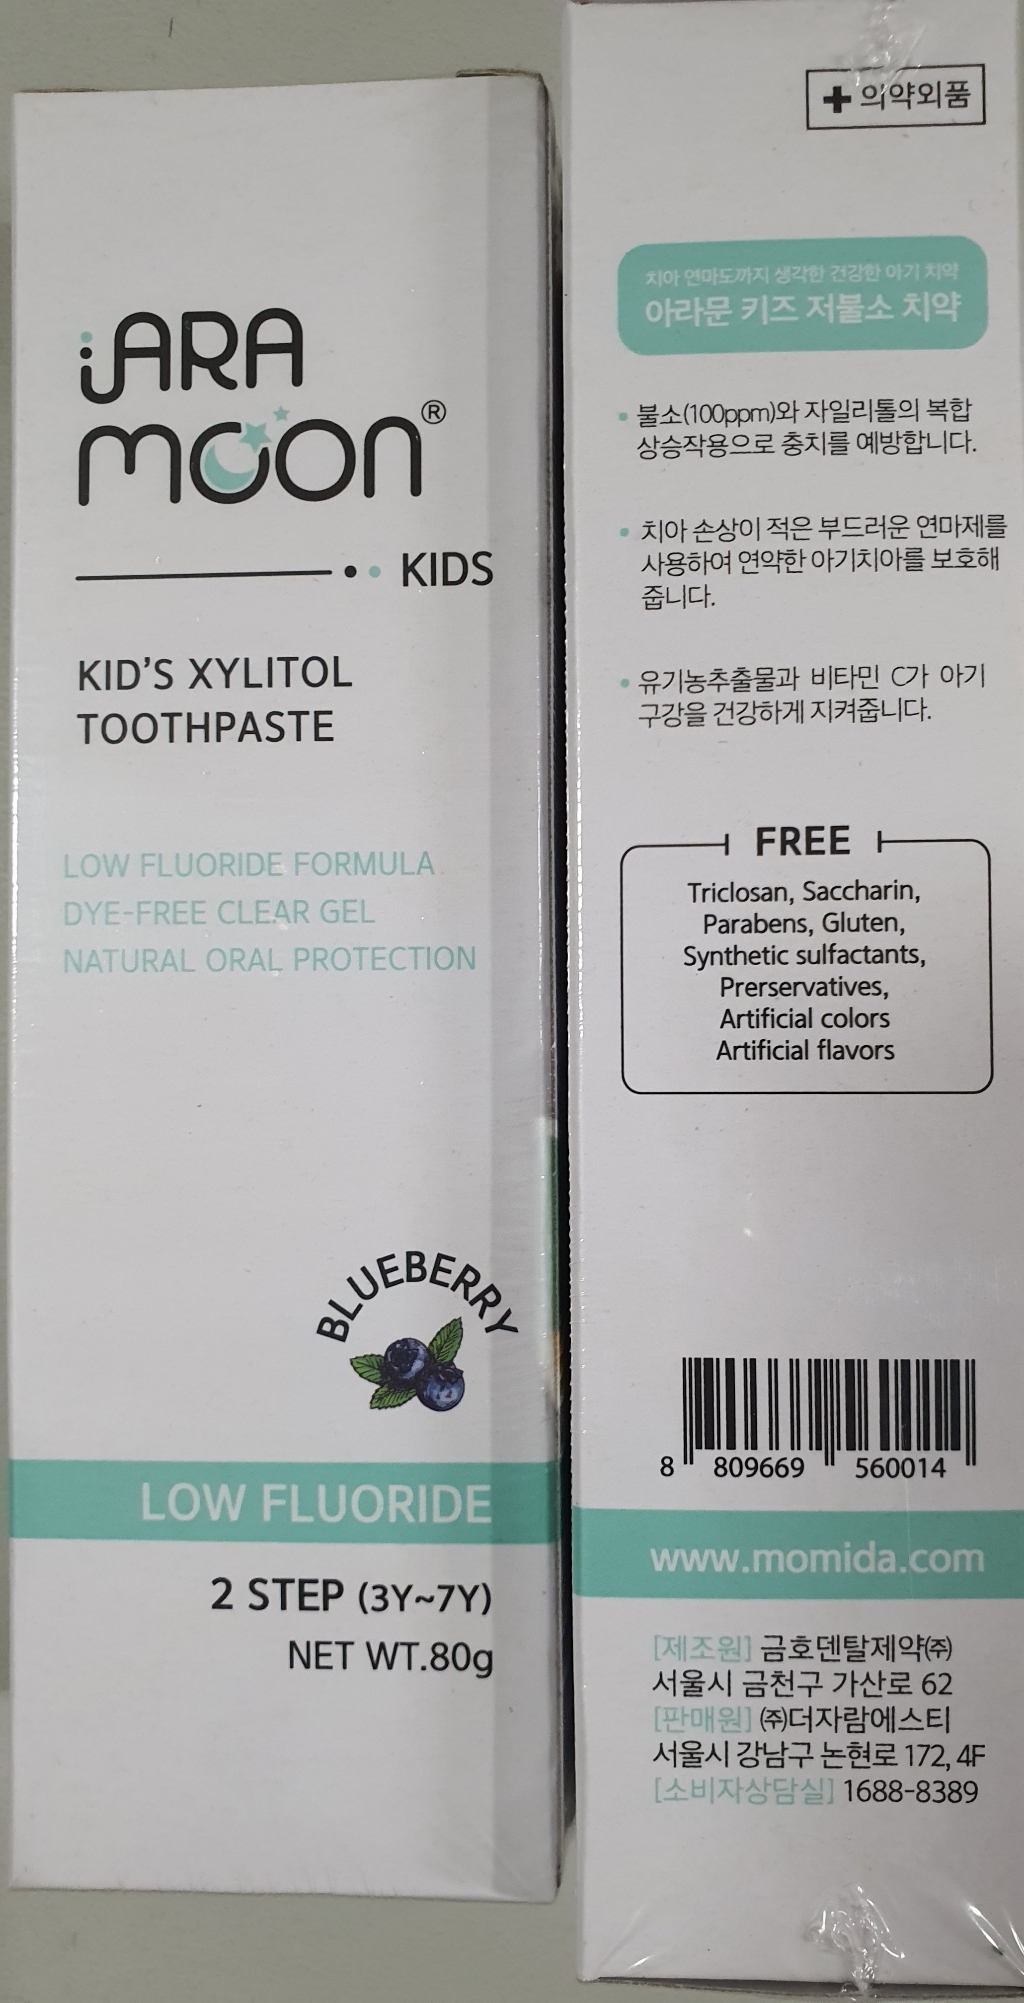 ARA
moon®
KIDS
KID'S XYLITOL
TOOTHPASTE
LOW FLUORIDE FORMULA
DYE-FREE CLEAR GEL
NATURAL ORAL PROTECTION
BLUEBERRY
LOW FLUORIDE
2 STEP (3Y~7Y)
NET WT.80g
의약외품
치아 연마도까지 생각한 건강한 아기 치약
아라문 키즈 저불소 치약
• 불소(100ppm)와 자일리톨의 복합
상승작용으로 충치를 예방합니다.
• 치아 손상이 적은 부드러운 연마제를
사용하여 연약한 아기치아를 보호해
줍니다.
• 유기농추출물과 비타민 C가 아기
구강을 건강하게 지켜줍니다.
FREE
Triclosan, Saccharin,
Parabens, Gluten,
Synthetic sulfactants,
Prerservatives,
Artificial colors
Artificial flavors
8 809669 560014
www.momida.com
[제조원] 금호덴탈제약㈜
서울시 금천구 가산로 62
[판매원] ㈜더자람에스티
서울시 강남구 논현로 172, 4F
[소비자상담실] 1688-8389